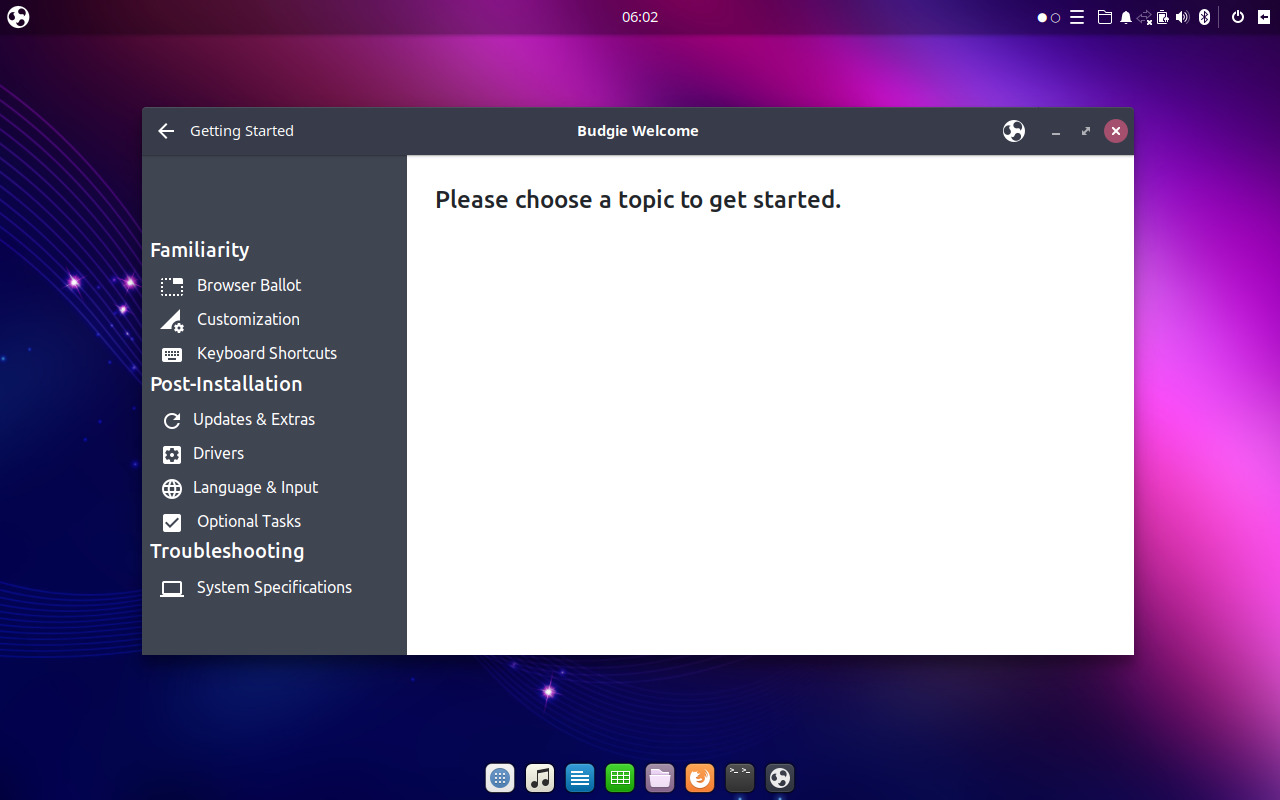 06:02
Getting Started
Budgie Welcome
Please choose a topic to get started.
Familiarity
Browser Ballot
Customization
Keyboard Shortcuts
Post-Installation
Updates & Extras
Drivers
Language & Input
Optional Tasks
Troubleshooting
System Specifications
>_ >_